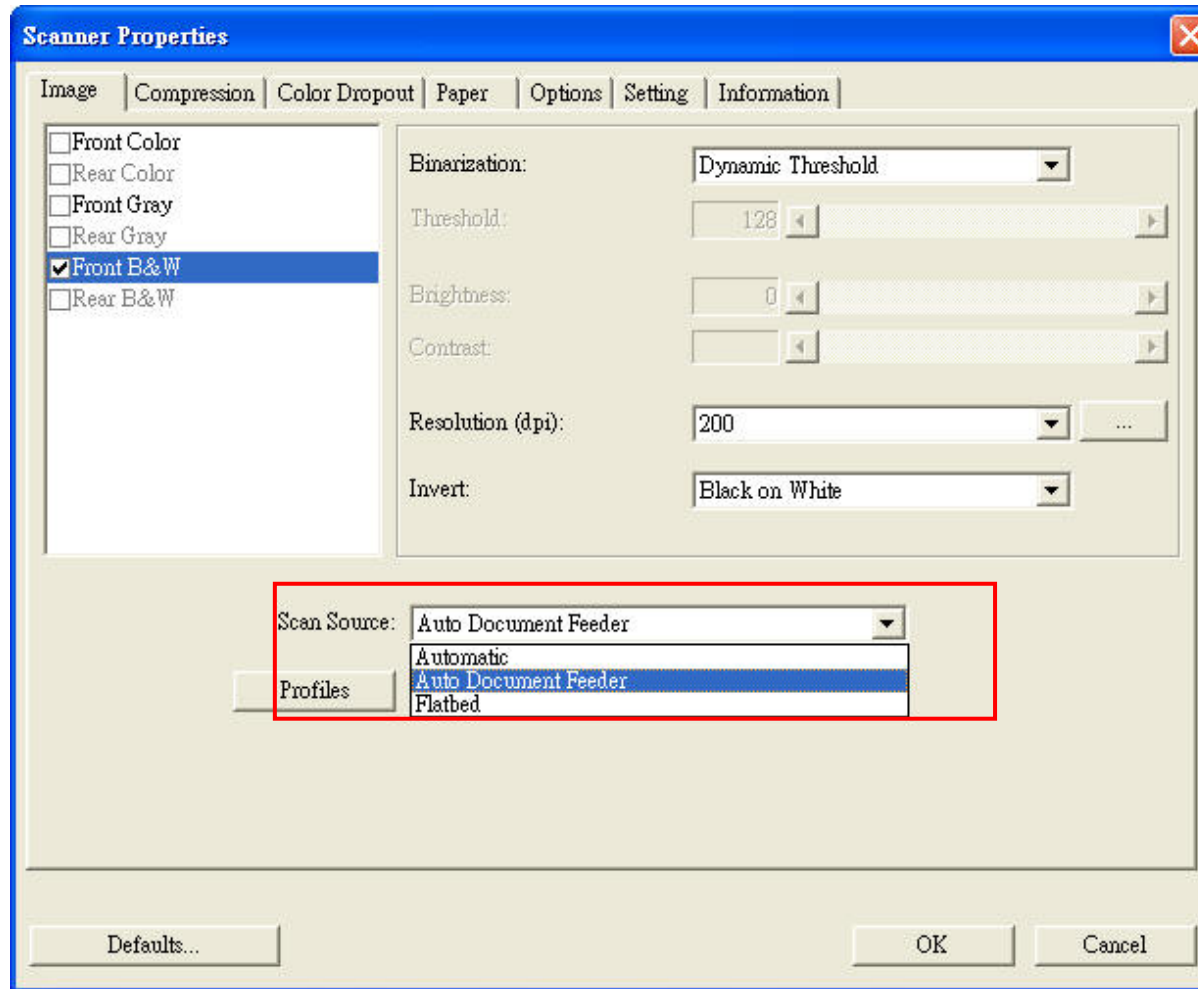 Scanner Properties
Image Compression Color Dropout Paper Options Setting Information
Front Color
Rear Color
Front Gray
Rear Gray
Front B&W
Rear B&W
Binarization: Dynamic Threshold
Threshold: 128
Brightness: 0
Contrast:
Resolution (dpi): 200 ...
Invert: Black on White
Scan Source: Auto Document Feeder
Automatic
Auto Document Feeder
Flatbed
Profiles
Defaults... OK Cancel